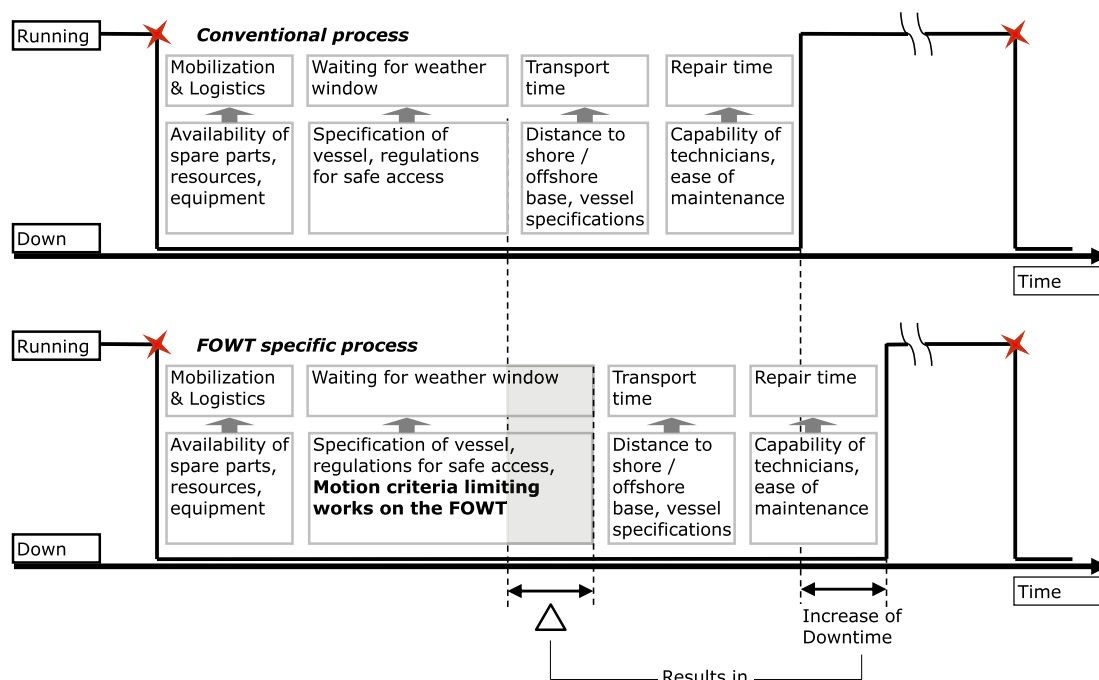 Running
Conventional process
Mobilization
& Logistics
Waiting for weather
window
Transport
time
Repair time
Availability of
spare parts,
resources,
equipment
Specification of
vessel, regulations
for safe access
Distance to
shore /
offshore
base, vessel
specifications
Capability of
technicians,
ease of
maintenance
Down
Time
Running
FOWT specific process
Mobilization
& Logistics
Waiting for weather window
Transport
time
Repair time
Availability of
spare parts,
resources,
equipment
Specification of vessel,
regulations for safe access,
Motion criteria limiting
works on the FOWT
Distance to
shore /
offshore
base, vessel
specifications
Capability of
technicians,
ease of
maintenance
Down
Time
Increase of
Downtime
Results in